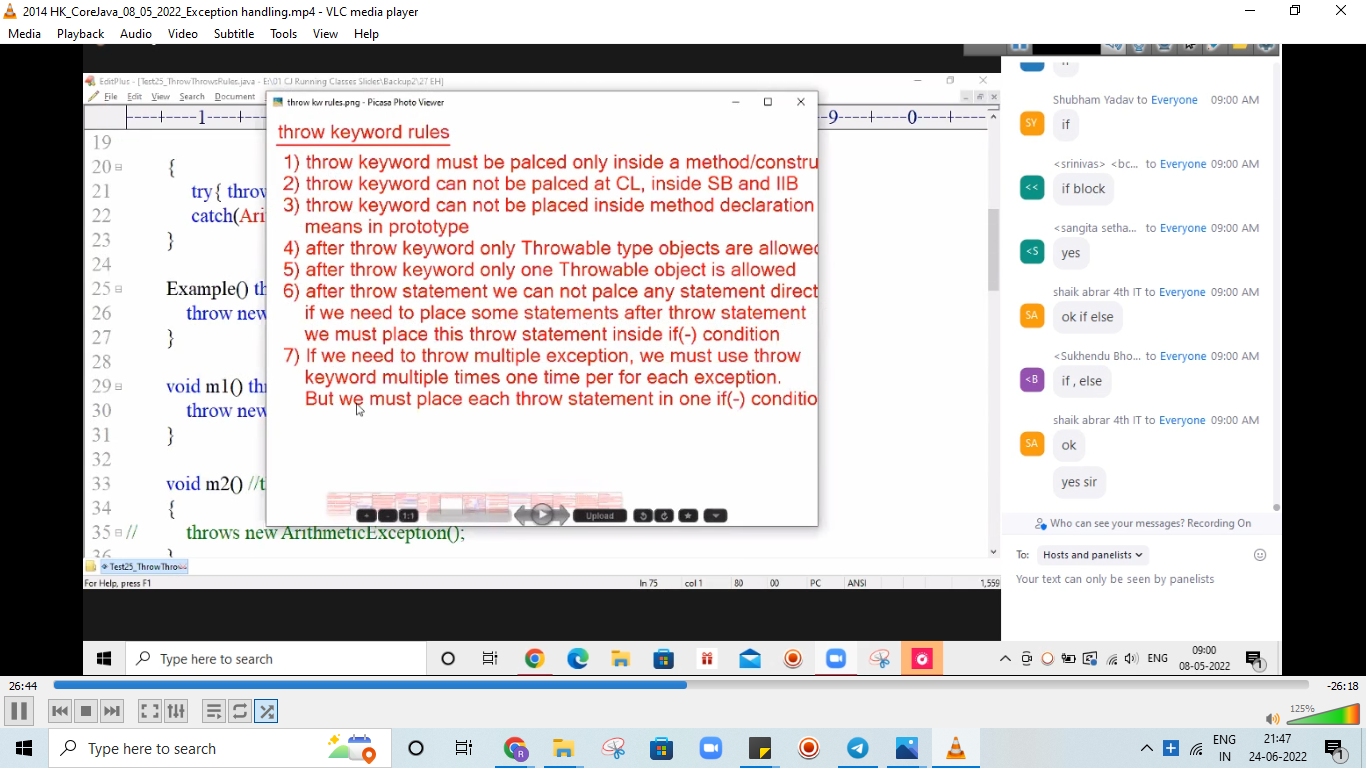 2014 HK_CoreJava_08_05_2022_Exception handling.mp4 - VLC media player
Media Playback Audio Video Subtitle Tools View Help
EditPlus - [Test25_ThrowThrowsRules.java - E:\01 CJ Running Classes Slides\Backup2\27 EH]
File Edit View Search Document
----+----1----+ 9----+----0----+--
throw kw rules.png - Picasa Photo Viewer
throw keyword rules
1) throw keyword must be palced only inside a method/constru
2) throw keyword can not be palced at CL, inside SB and IIB
3) throw keyword can not be placed inside method declaration
means in prototype
4) after throw keyword only Throwable type objects are allowed
5) after throw keyword only one Throwable object is allowed
6) after throw statement we can not palce any statement direct
if we need to place some statements after throw statement
we must place this throw statement inside if(-) condition
7) If we need to throw multiple exception, we must use throw
keyword multiple times one time per for each exception.
But we must place each throw statement in one if(-) conditio
1:1
Upload
19
20 {
21 try{ throw
22 catch(Ari
23 }
24
25 Example() th
26 throw new
27 }
28
29 void m1() thr
30 throw new
31 }
32
33 void m2() //t
34 {
35 // throws new ArithmeticException();
36 }
Test25_ThrowThrow
For Help, press F1 ln 75 col 1 80 00 PC ANSI 1,559
Shubham Yadav to Everyone 09:00 AM
SY if
<srinivas> <bc... to Everyone 09:00 AM
<< if block
<sangita setha... to Everyone 09:00 AM
<S yes
shaik abrar 4th IT to Everyone 09:00 AM
SA ok if else
<Sukhendu Bho... to Everyone 09:00 AM
<B if , else
shaik abrar 4th IT to Everyone 09:00 AM
SA ok
yes sir
Who can see your messages? Recording On
To: Hosts and panelists
Your text can only be seen by panelists
Type here to search
ENG 09:00
08-05-2022
1
26:44 -26:18
125%
Type here to search
R
ENG 21:47
IN 24-06-2022
1